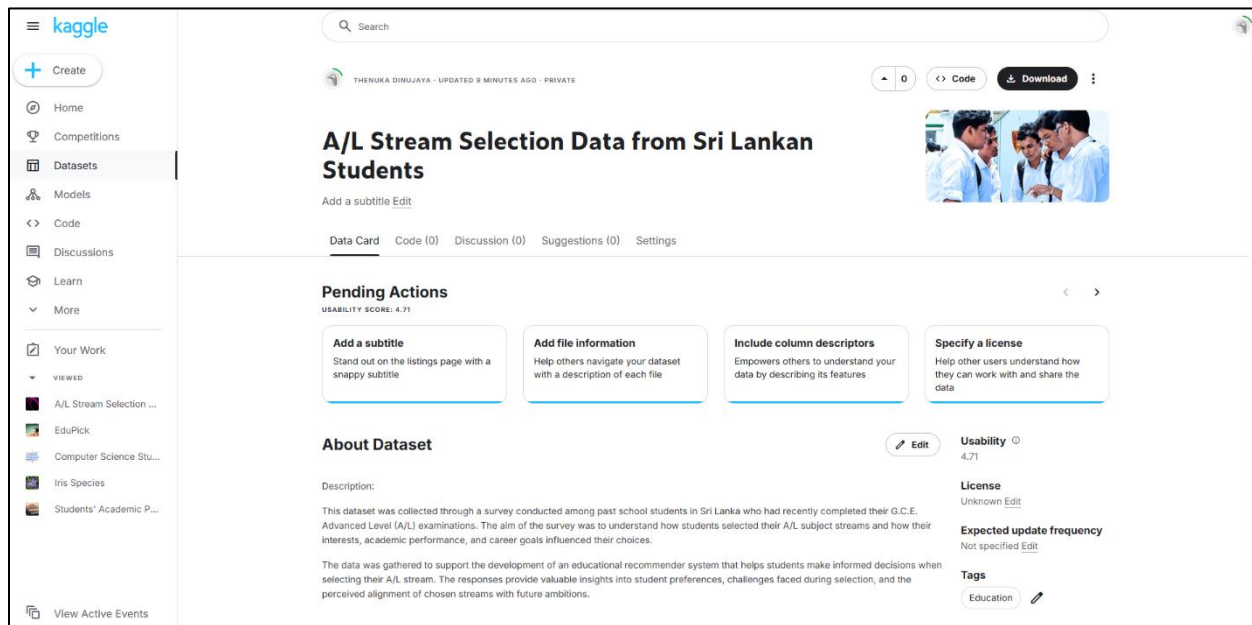 kaggle
Search
Create
Home
Competitions
Datasets
Models
Code
Discussions
Learn
More
Your Work
VIEWED
A/L Stream Selection ...
EduPick
Computer Science Stu...
Iris Species
Students' Academic P...
View Active Events
THENUKA DINUJAYA · UPDATED 9 MINUTES AGO · PRIVATE
0
<> Code
Download
A/L Stream Selection Data from Sri Lankan
Students
Add a subtitle Edit
Data Card Code (0) Discussion (0) Suggestions (0) Settings
Pending Actions
USABILITY SCORE: 4.71
Add a subtitle
Stand out on the listings page with a
snappy subtitle
Add file information
Help others navigate your dataset
with a description of each file
Include column descriptors
Empowers others to understand your
data by describing its features
Specify a license
Help other users understand how
they can work with and share the
data
About Dataset
Edit
Description:
This dataset was collected through a survey conducted among past school students in Sri Lanka who had recently completed their G.C.E.
Advanced Level (A/L) examinations. The aim of the survey was to understand how students selected their A/L subject streams and how their
interests, academic performance, and career goals influenced their choices.
The data was gathered to support the development of an educational recommender system that helps students make informed decisions when
selecting their A/L stream. The responses provide valuable insights into student preferences, challenges faced during selection, and the
perceived alignment of chosen streams with future ambitions.
Usability
4.71
License
Unknown Edit
Expected update frequency
Not specified Edit
Tags
Education